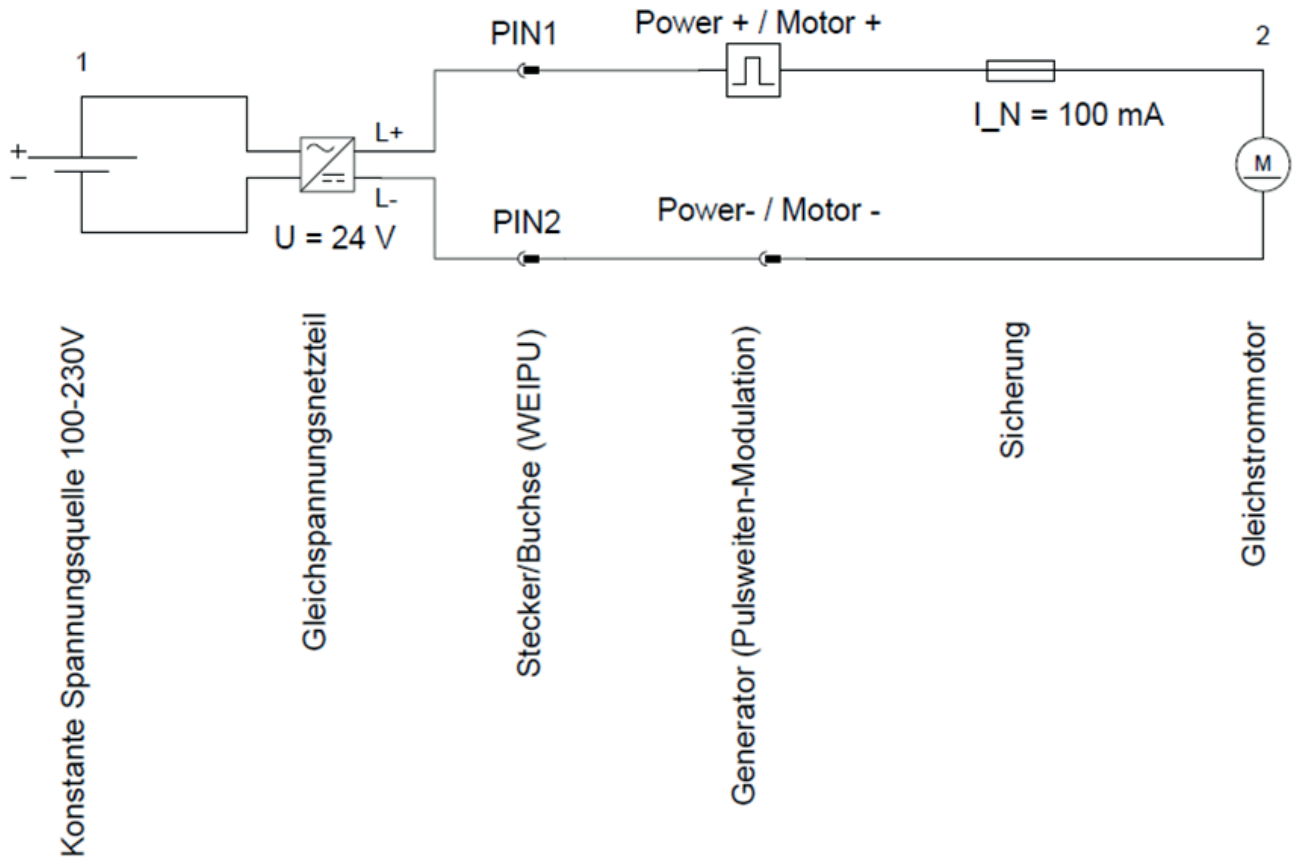 Power + / Motor +
PIN1
2
1
I_N = 100 mA
L+
+
–
M
L-
PIN2
Power- / Motor -
U = 24 V
Konstante Spannungsquelle 100-230V
Gleichspannungsnetzteil
Stecker/Buchse (WEIPU)
Generator (Pulsweiten-Modulation)
Sicherung
Gleichstrommotor